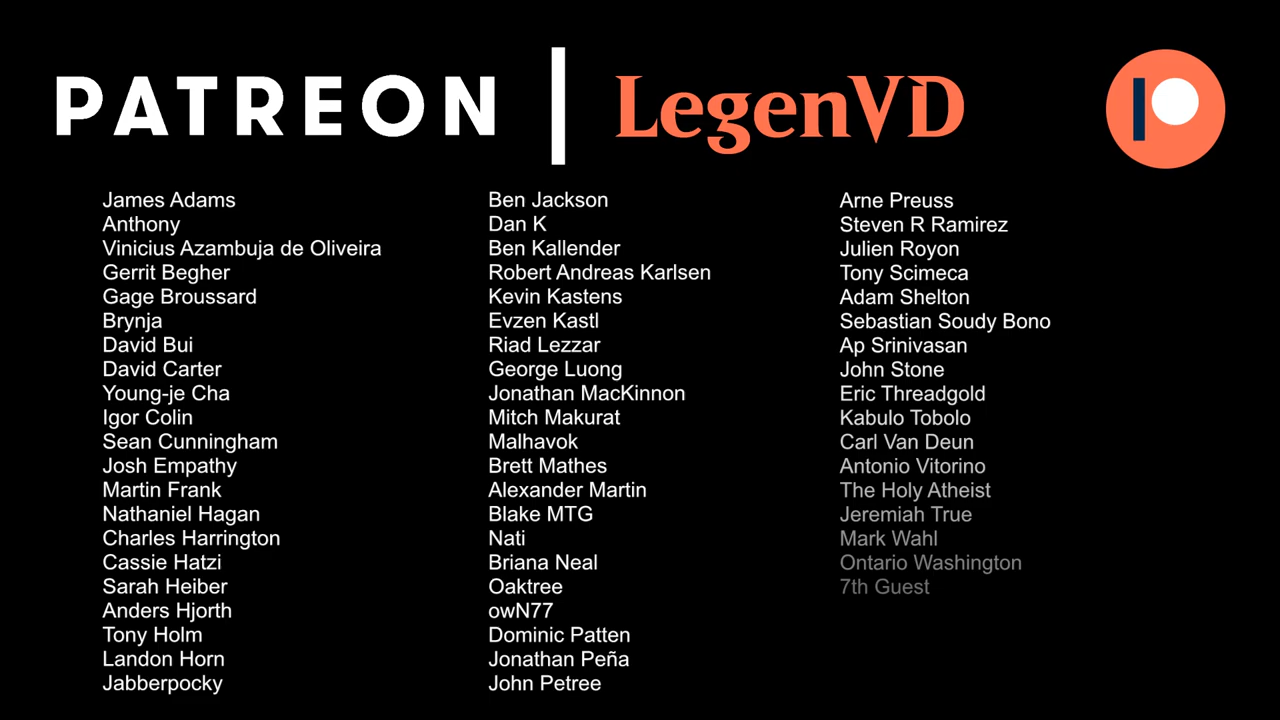 PATREON | LegenVD
James Adams
Anthony
Vinicius Azambuja de Oliveira
Gerrit Begher
Gage Broussard
Brynja
David Bui
David Carter
Young-je Cha
Igor Colin
Sean Cunningham
Josh Empathy
Martin Frank
Nathaniel Hagan
Charles Harrington
Cassie Hatzi
Sarah Heiber
Anders Hjorth
Tony Holm
Landon Horn
Jabberpocky
Ben Jackson
Dan K
Ben Kallender
Robert Andreas Karlsen
Kevin Kastens
Evzen Kastl
Riad Lezzar
George Luong
Jonathan MacKinnon
Mitch Makurat
Malhavok
Brett Mathes
Alexander Martin
Blake MTG
Nati
Briana Neal
Oaktree
owN77
Dominic Patten
Jonathan Peña
John Petree
Arne Preuss
Steven R Ramirez
Julien Royon
Tony Scimeca
Adam Shelton
Sebastian Soudy Bono
Ap Srinivasan
John Stone
Eric Threadgold
Kabulo Tobolo
Carl Van Deun
Antonio Vitorino
The Holy Atheist
Jeremiah True
Mark Wahl
Ontario Washington
7th Guest